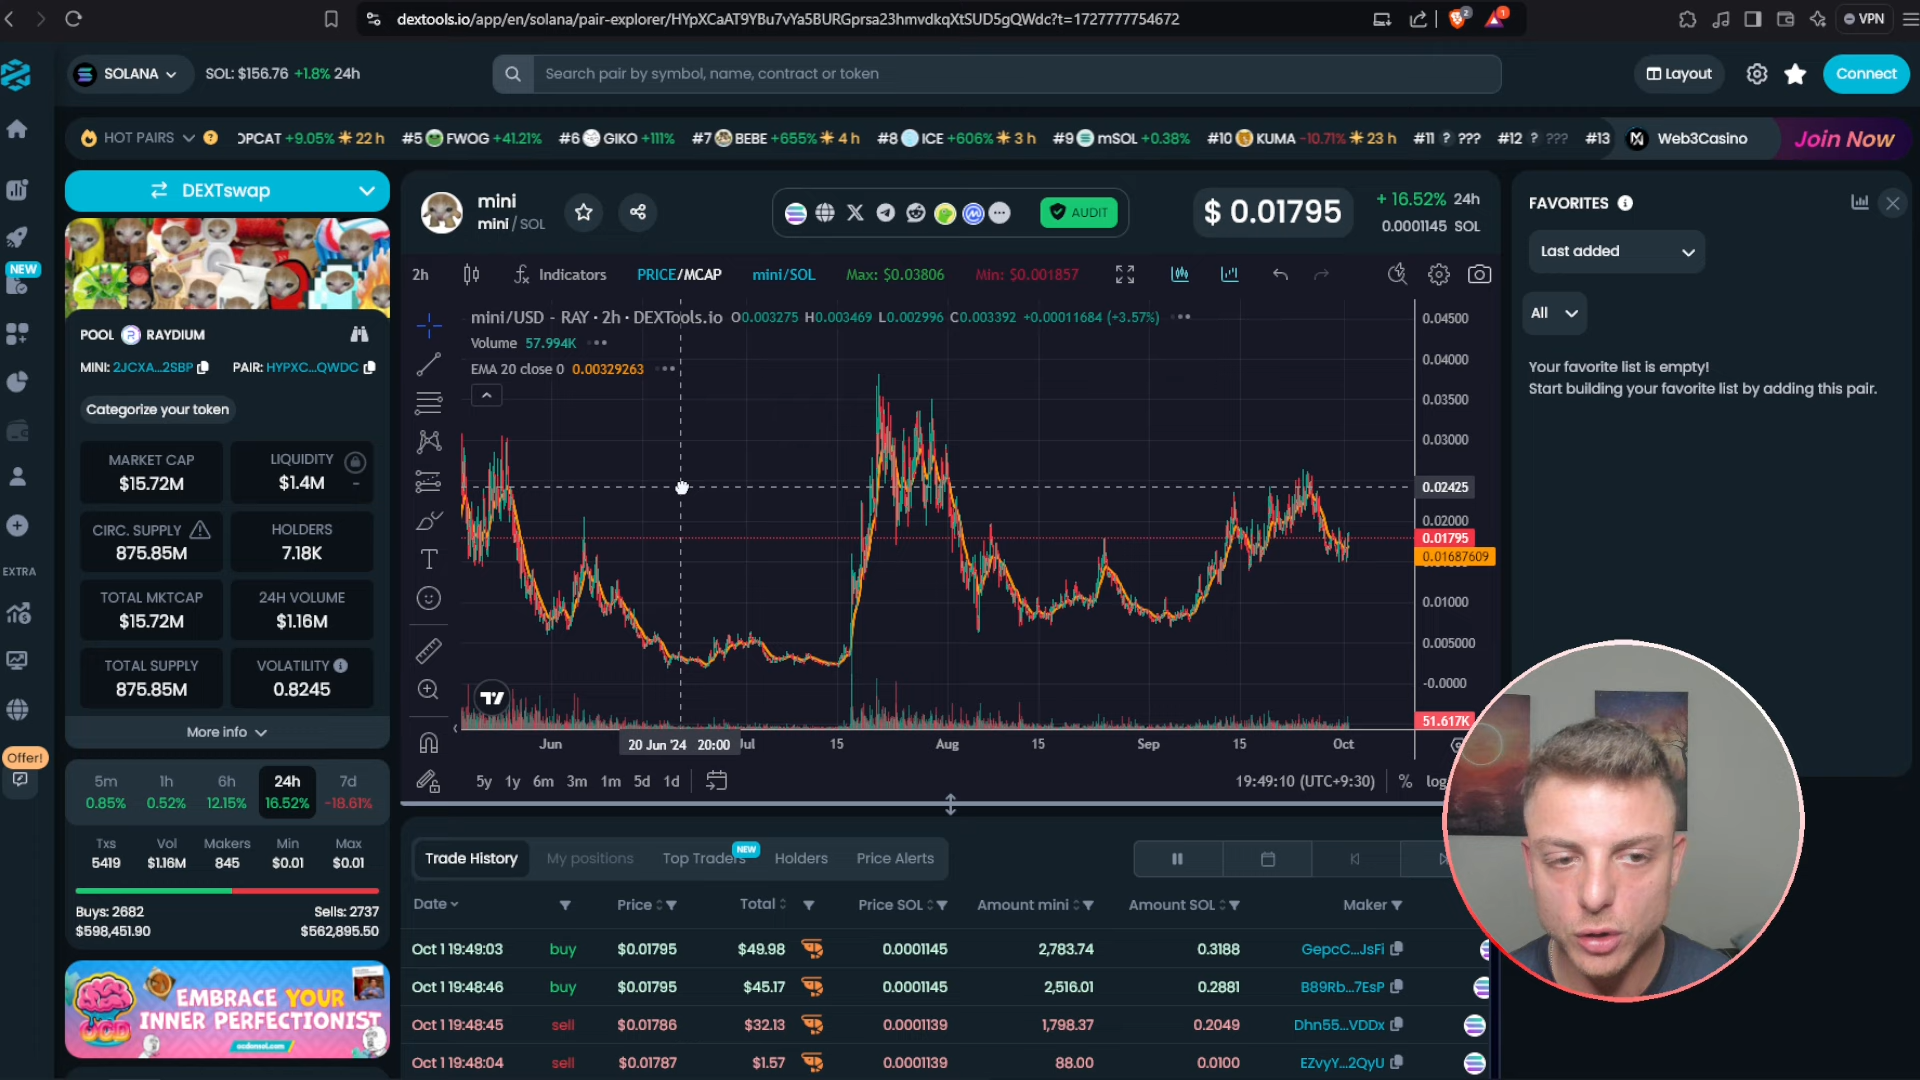 dextools.io/app/en/solana/pair-explorer/HYpXCaAT9YBu7vYa5BURGprsa23hmvdkqXtSUD5gQWdc?t=1727777754672
2
1
VPN
SOLANA
SOL: $156.76 +1.8% 24h
Search pair by symbol, name, contract or token
Layout
Connect
HOT PAIRS
OPCAT +9.05% 22 h
#5 FWOG +41.21%
#6 GIKO +111%
#7 BEBE +655% 4 h
#8 ICE +606% 3 h
#9 mSOL +0.38%
#10 KUMA -10.71% 23 h
#11 ? ???
#12 ? ???
#13
Web3Casino
Join Now
NEW
EXTRA
Offer!
DEXTswap
POOL RAYDIUM
MINI: 2JCXA...2SBP
PAIR: HYPXC...QWDC
Categorize your token
MARKET CAP
$15.72M
LIQUIDITY
$1.4M
-
CIRC. SUPPLY
875.85M
HOLDERS
7.18K
TOTAL MKTCAP
$15.72M
24H VOLUME
$1.16M
TOTAL SUPPLY
875.85M
VOLATILITY
0.8245
More info
5m 1h 6h 24h 7d
0.85% 0.52% 12.15% 16.52% -18.61%
Txs Vol Makers Min Max
5419 $1.16M 845 $0.01 $0.01
Buys: 2682 Sells: 2737
$598,451.90 $562,895.50
EMBRACE YOUR
INNER PERFECTIONIST
OCD
ocdonsol.com
mini
mini / SOL
AUDIT
$ 0.01795
+ 16.52% 24h
0.0001145 SOL
2h
Indicators
PRICE/MCAP
mini/SOL
Max: $0.03806
Min: $0.001857
mini/USD - RAY · 2h · DEXTools.io O0.003275 H0.003469 L0.002996 C0.003392 +0.00011684 (+3.57%)
Volume 57.994K
EMA 20 close 0 0.00329263
0.04500
0.04000
0.03500
0.03000
0.02425
0.02000
0.01795
0.01687609
0.01000
0.005000
-0.0000
51.617K
Jun
20 Jun '24 20:00
Jul
15
Aug
15
Sep
15
Oct
5y 1y 6m 3m 1m 5d 1d
19:49:10 (UTC+9:30)
%
log
Trade History
My positions
Top Traders
NEW
Holders
Price Alerts
Date Price Total Price SOL Amount mini Amount SOL Maker
Oct 1 19:49:03 buy $0.01795 $49.98 0.0001145 2,783.74 0.3188 GepcC...JsFi
Oct 1 19:48:46 buy $0.01795 $45.17 0.0001145 2,516.01 0.2881 B89Rb...7EsP
Oct 1 19:48:45 sell $0.01786 $32.13 0.0001139 1,798.37 0.2049 Dhn55...VDDx
Oct 1 19:48:04 sell $0.01787 $1.57 0.0001139 88.00 0.0100 EZvyY...2QyU
FAVORITES
Last added
All
Your favorite list is empty!
Start building your favorite list by adding this pair.